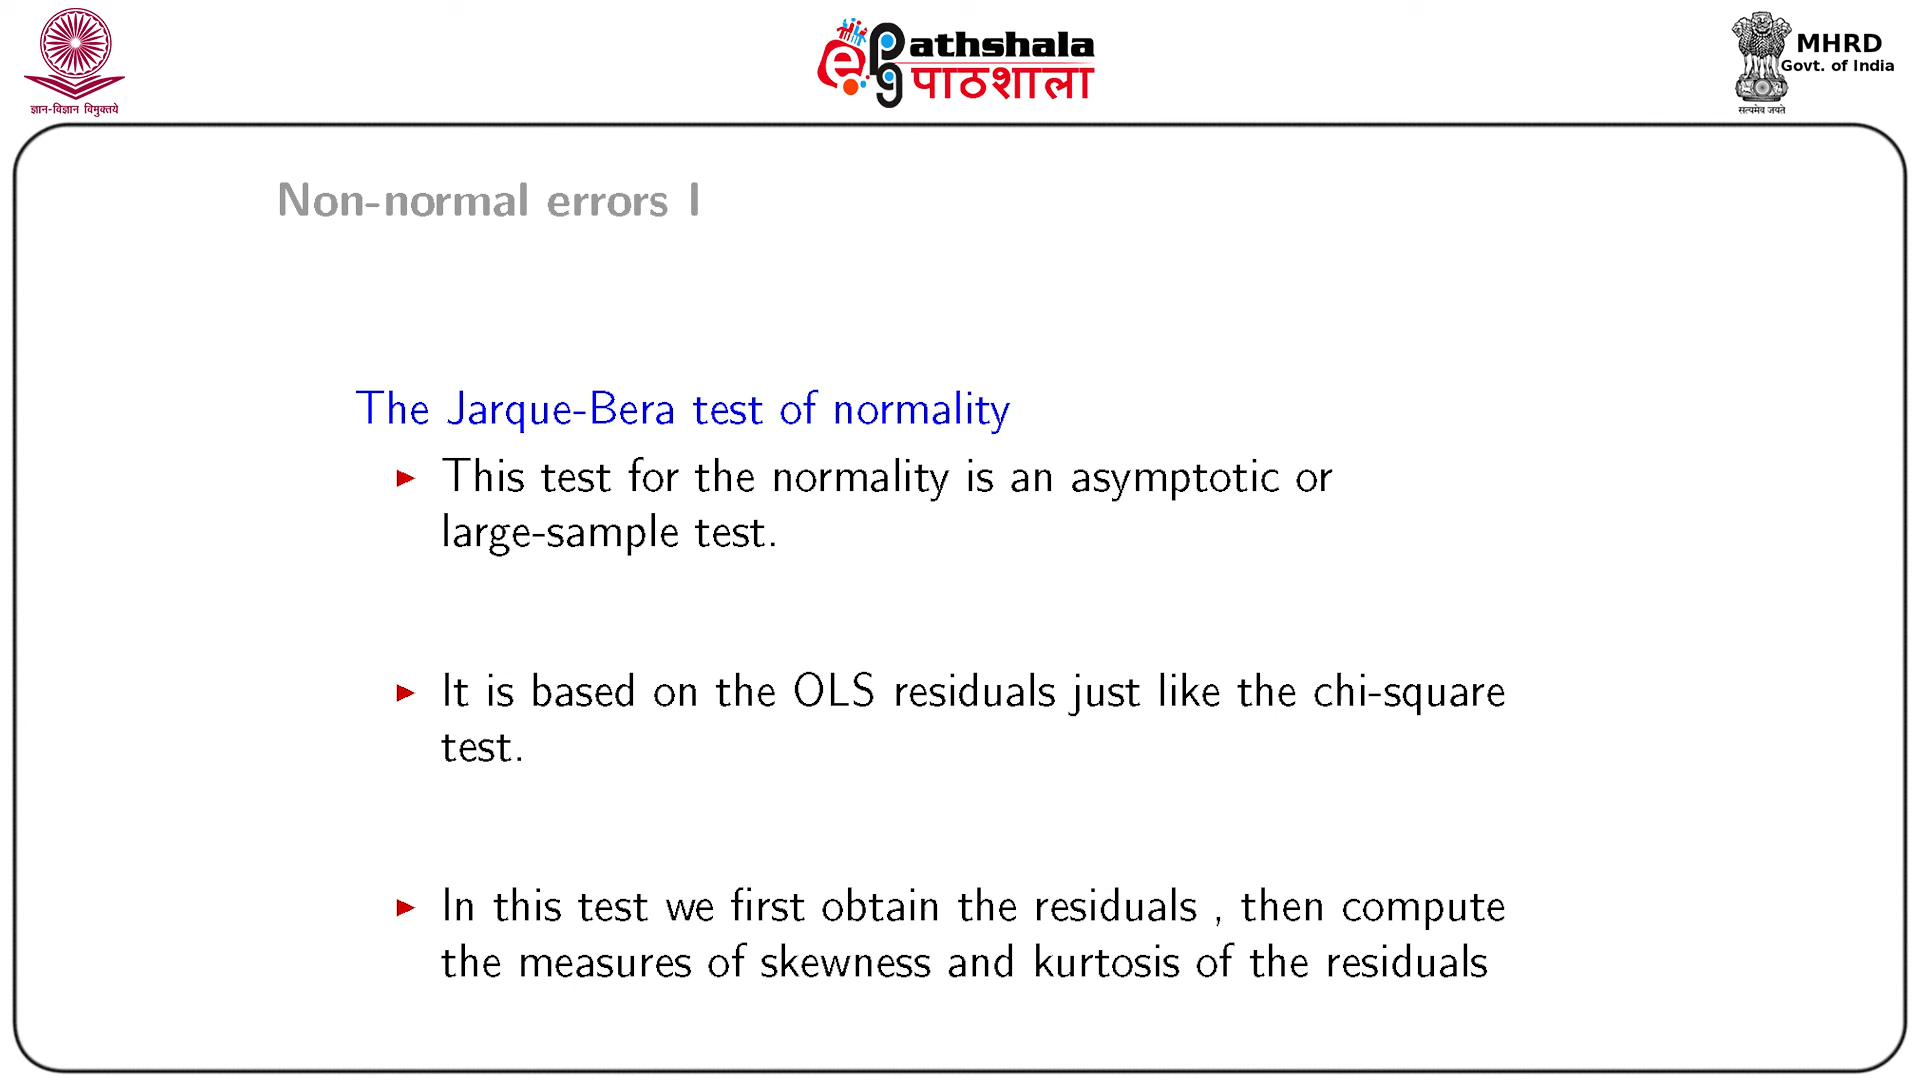 ज्ञान-विज्ञान विमुक्तये
ePG Pathshala
पाठशाला
MHRD
Govt. of India
सत्यमेव जयते
Non-normal errors I
The Jarque-Bera test of normality
This test for the normality is an asymptotic or
large-sample test.
It is based on the OLS residuals just like the chi-square
test.
In this test we first obtain the residuals , then compute
the measures of skewness and kurtosis of the residuals